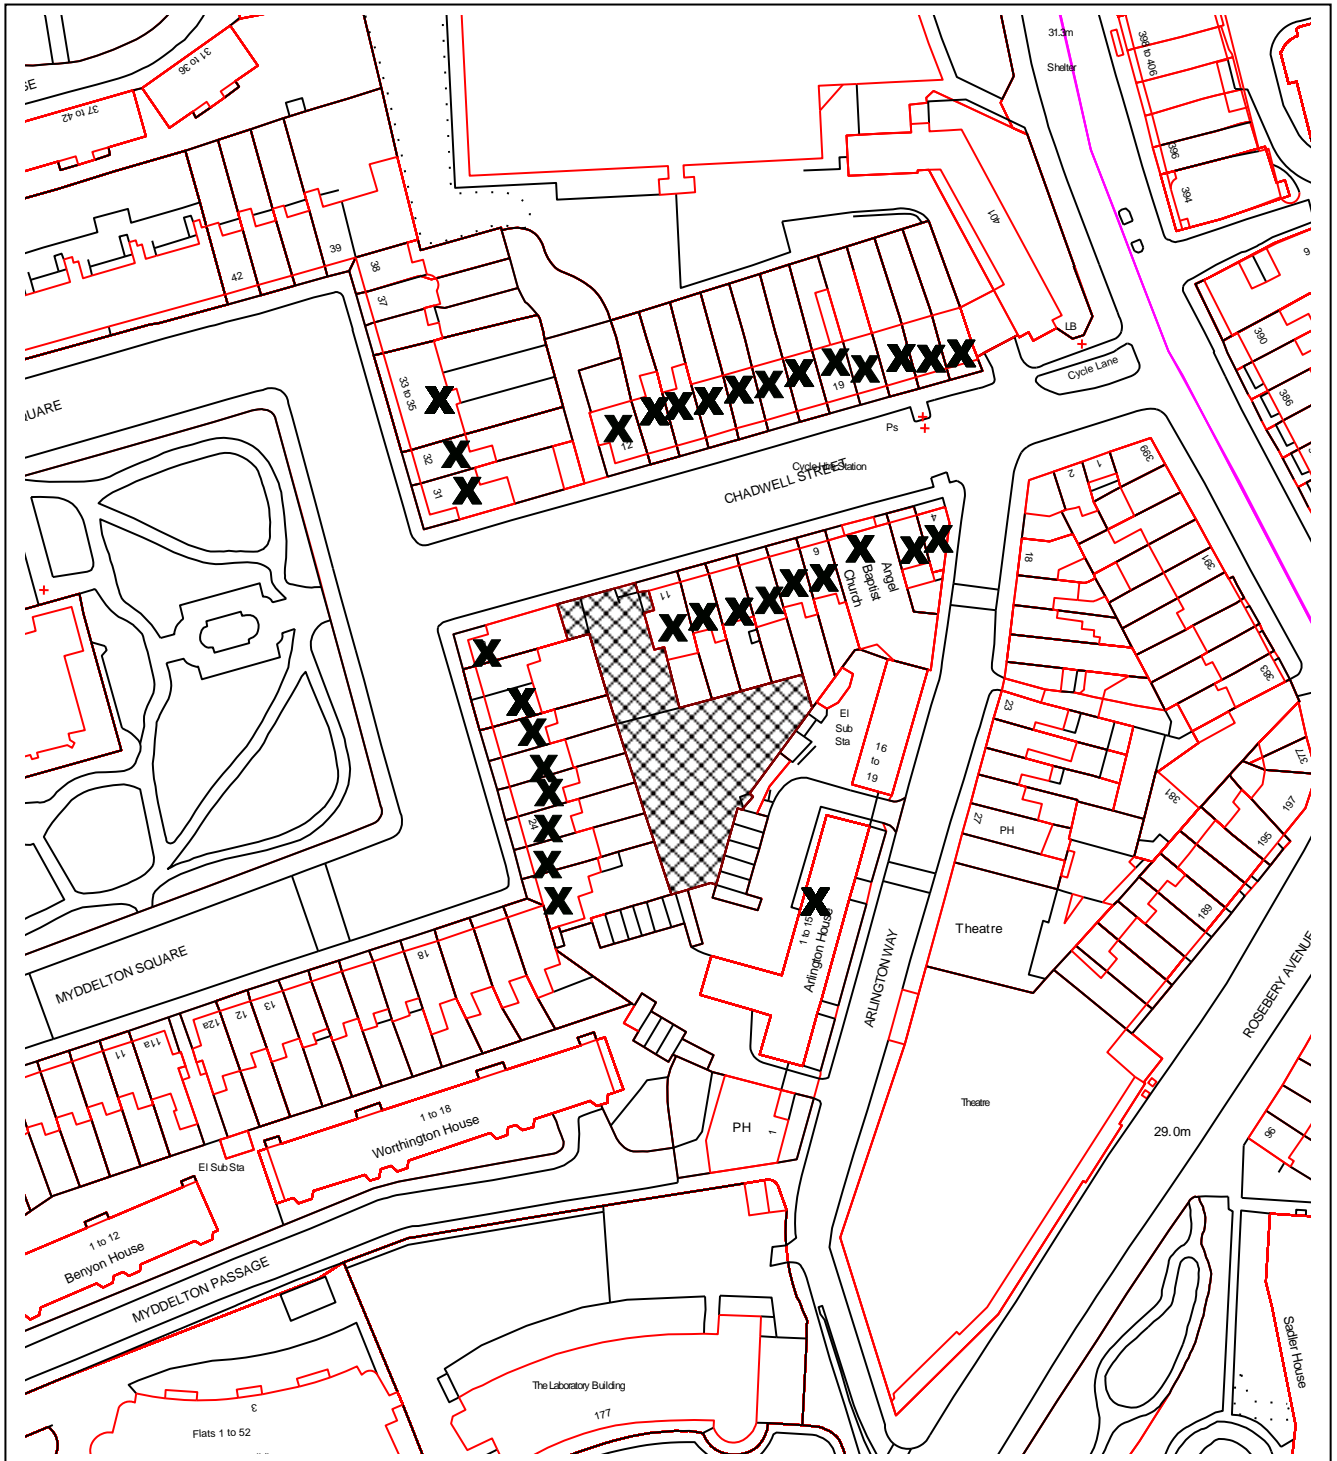 31.3m
Shelter
398 to 406
396
394
31 to 36
37 to 42
SE
401
39
42
38
37
33 to 35
32
31
LB
Cycle Lane
390
386
UARE
12
19
Ps
Cycle Hire Station
CHADWELL STREET
399
1
2
18
391
383
4
9
11
Angel
Baptist
Church
El
Sub
Sta
16
to
19
23
27
PH
381
377
197
195
189
24
1 to 15
Arlington House
Theatre
ARLINGTON WAY
ROSEBERY AVENUE
MYDDELTON SQUARE
18
13
12
12a
11a
11
1 to 18
Worthington House
El Sub Sta
PH
1
Theatre
29.0m
96
1 to 12
Benyon House
MYDDELTON PASSAGE
Sadler House
The Laboratory Building
177
3
Flats 1 to 52